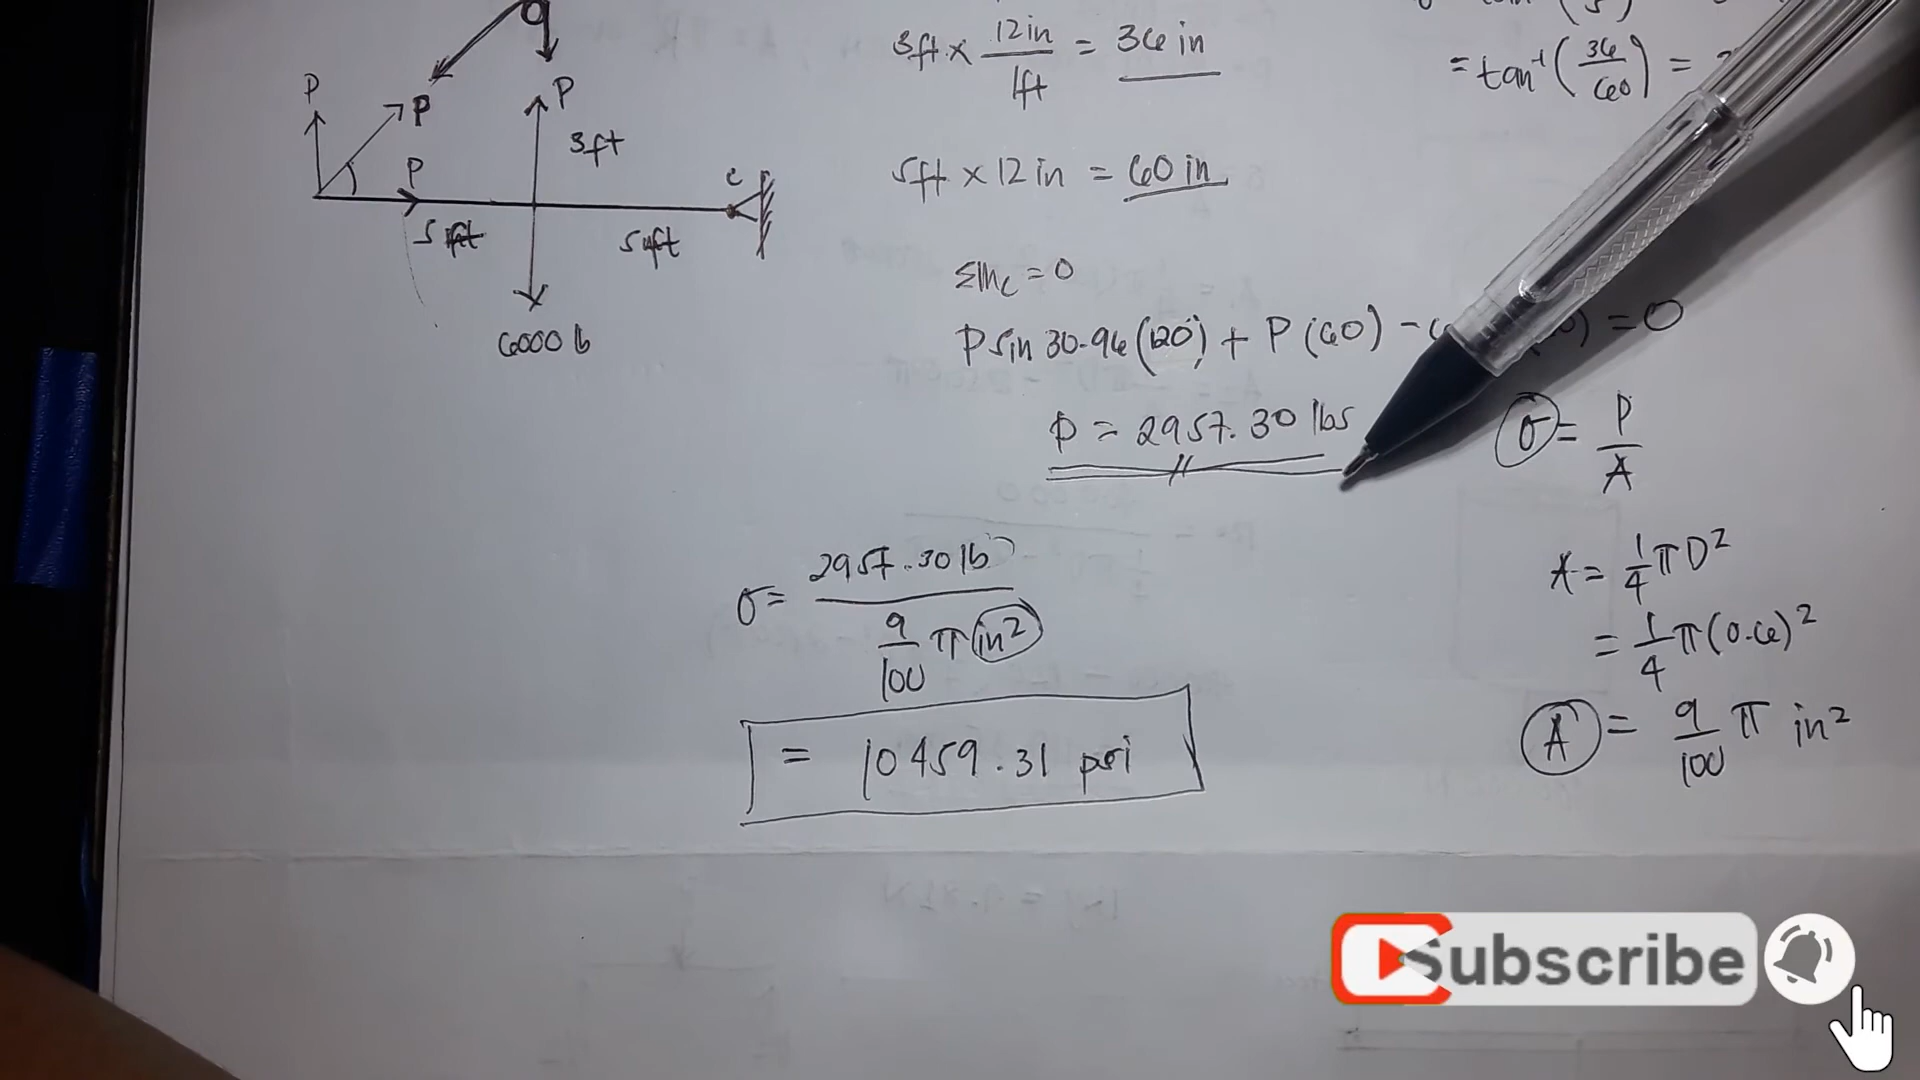 3ft × 12in/1ft = 36 in
= tan⁻¹(36/60) =
P
P
P
P
3ft
5ft × 12 in = 60 in
c
5ft
5ft
6000 lb
ΣMc = 0
P sin 30.96 (120) + P (60) - = 0
P = 2957.30 lbs
σ = P/A
σ = 2957.30 lb / 9/100 π in²
A = 1/4 πD²
= 1/4 π(0.6)²
A = 9/100 π in²
= 10459.31 psi
Subscribe